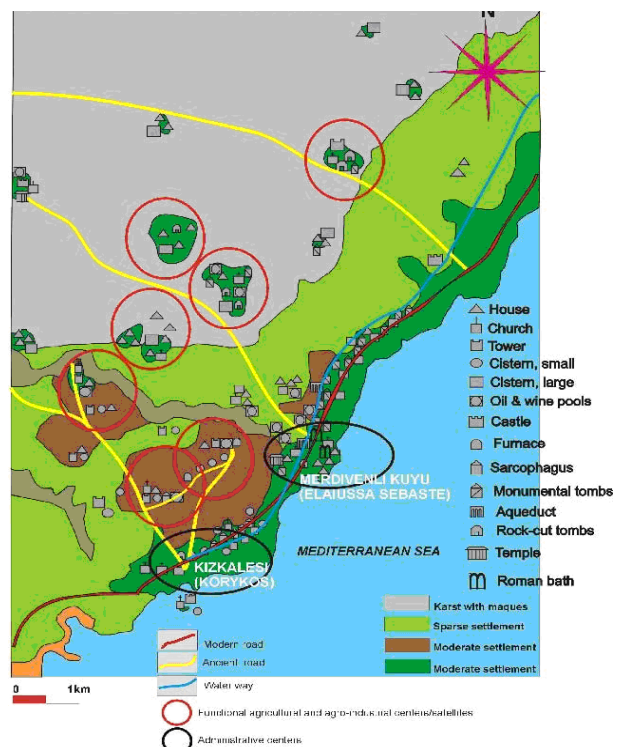 N
House
Church
Tower
Cistern, small
Cistern, large
Oil & wine pools
Castle
Furnace
Sarcophagus
Monumental tombs
Aqueduct
Rock-cut tombs
Temple
Roman bath
MERDIVENLI KUYU
(ELAIUSSA SEBASTE)
MEDITERRANEAN SEA
KIZKALESI
(KORYKOS)
Karst with maques
Sparse settlement
Moderate settlement
Moderate settlement
Modern road
Ancient road
Water way
0 1km
Functional agricultural and agro-industrial centers/satellites
Administrative centers